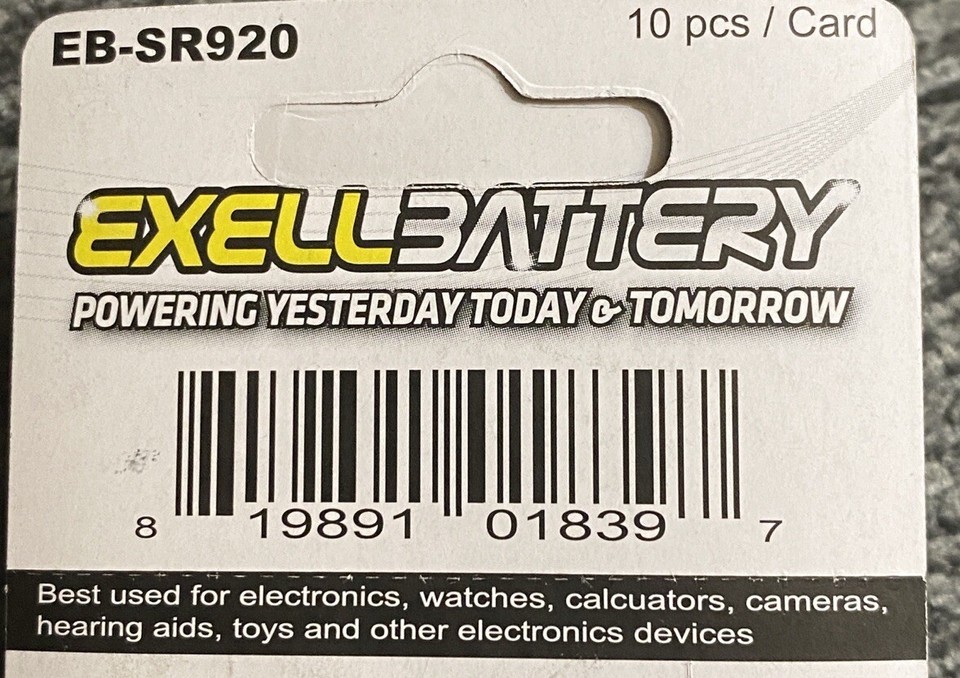 EB-SR920
10 pcs / Card
EXELLBATTERY
POWERING YESTERDAY TODAY & TOMORROW
8 19891 01839 7
Best used for electronics, watches, calcuators, cameras,
hearing aids, toys and other electronics devices